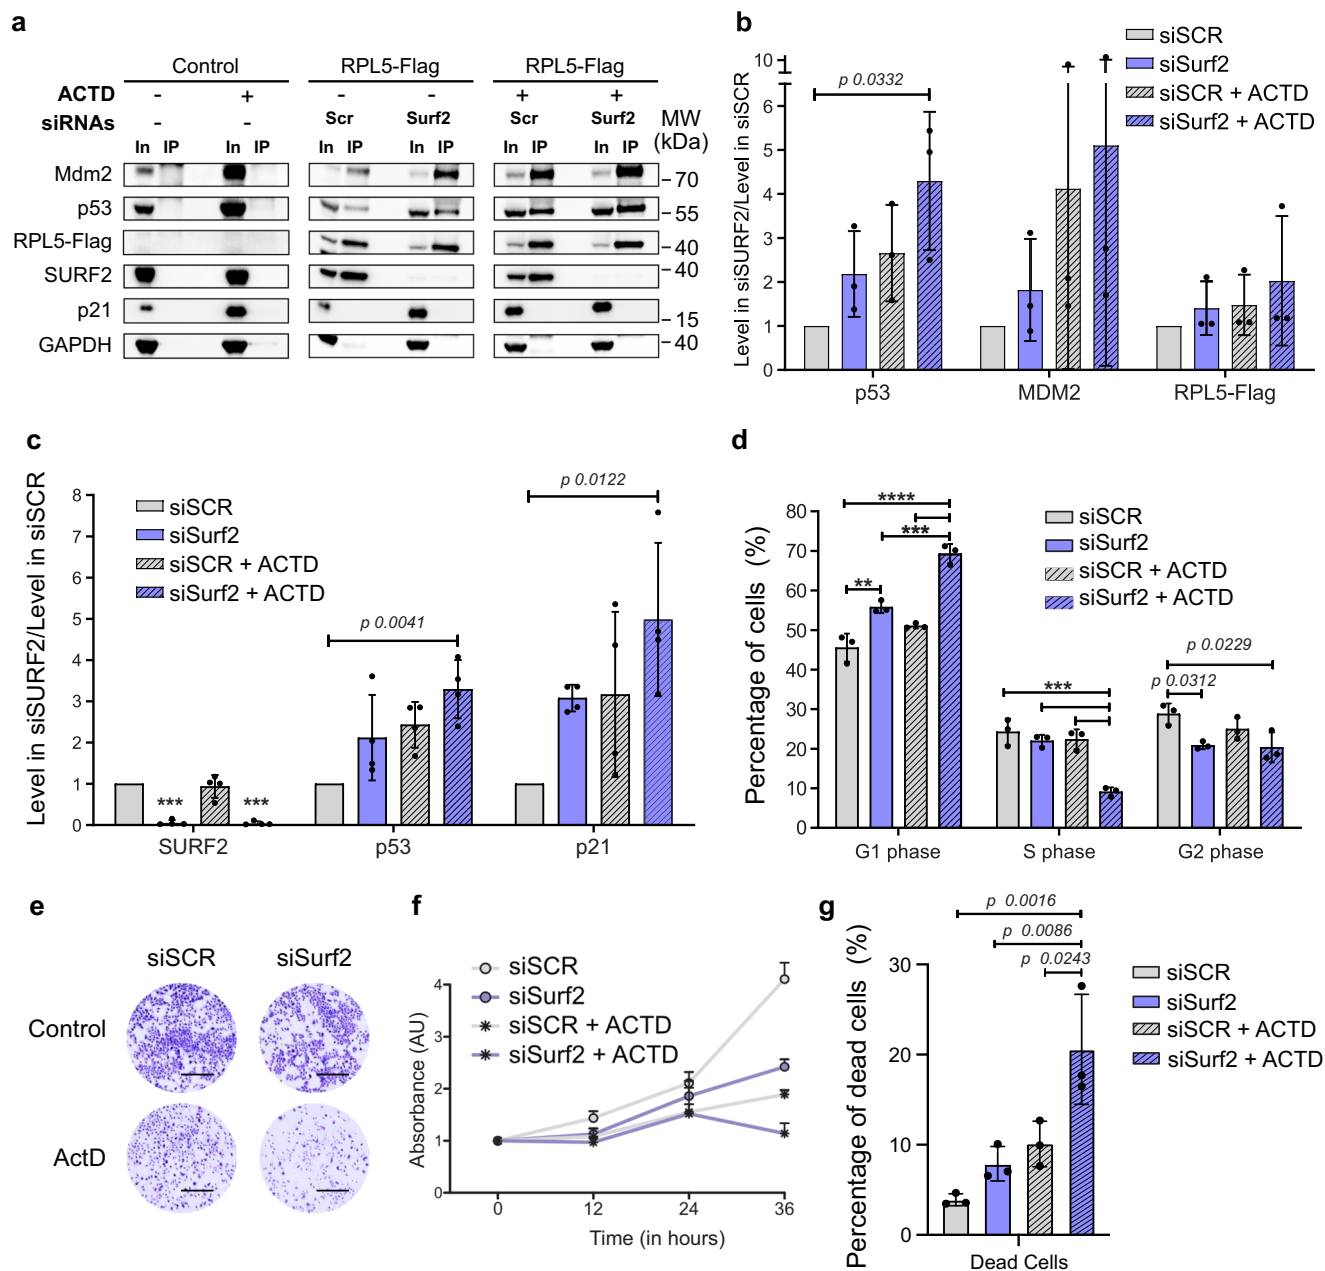 a
Control
RPL5-Flag
RPL5-Flag
ACTD - + - - + +
siRNAs - - Scr Surf2 Scr Surf2
MW
(kDa)
In IP In IP In IP In IP In IP In IP
Mdm2
70
p53
55
RPL5-Flag
40
SURF2
40
p21
15
GAPDH
40
b
siSCR
siSurf2
siSCR + ACTD
siSurf2 + ACTD
p 0.0332
Level in siSURF2/Level in siSCR
10
6
5
4
3
2
1
0
p53 MDM2 RPL5-Flag
c
Level in siSURF2/Level in siSCR
8
7
6
5
4
3
2
1
0
siSCR
siSurf2
siSCR + ACTD
siSurf2 + ACTD
p 0.0122
p 0.0041
*** ***
SURF2 p53 p21
d
Percentage of cells (%)
80
70
60
50
40
30
20
10
0
siSCR
siSurf2
siSCR + ACTD
siSurf2 + ACTD
****
***
**
***
p 0.0229
p 0.0312
G1 phase S phase G2 phase
e
siSCR siSurf2
Control
ActD
f
siSCR
siSurf2
siSCR + ACTD
siSurf2 + ACTD
Absorbance (AU)
4
3
2
1
0
0 12 24 36
Time (in hours)
g
p 0.0016
p 0.0086
p 0.0243
siSCR
siSurf2
siSCR + ACTD
siSurf2 + ACTD
Percentage of dead cells (%)
30
20
10
0
Dead Cells